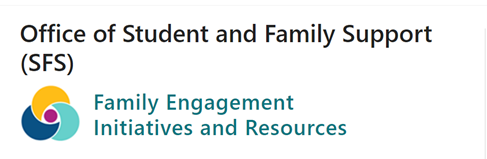 Office of Student and Family Support
(SFS)
Family Engagement
Initiatives and Resources